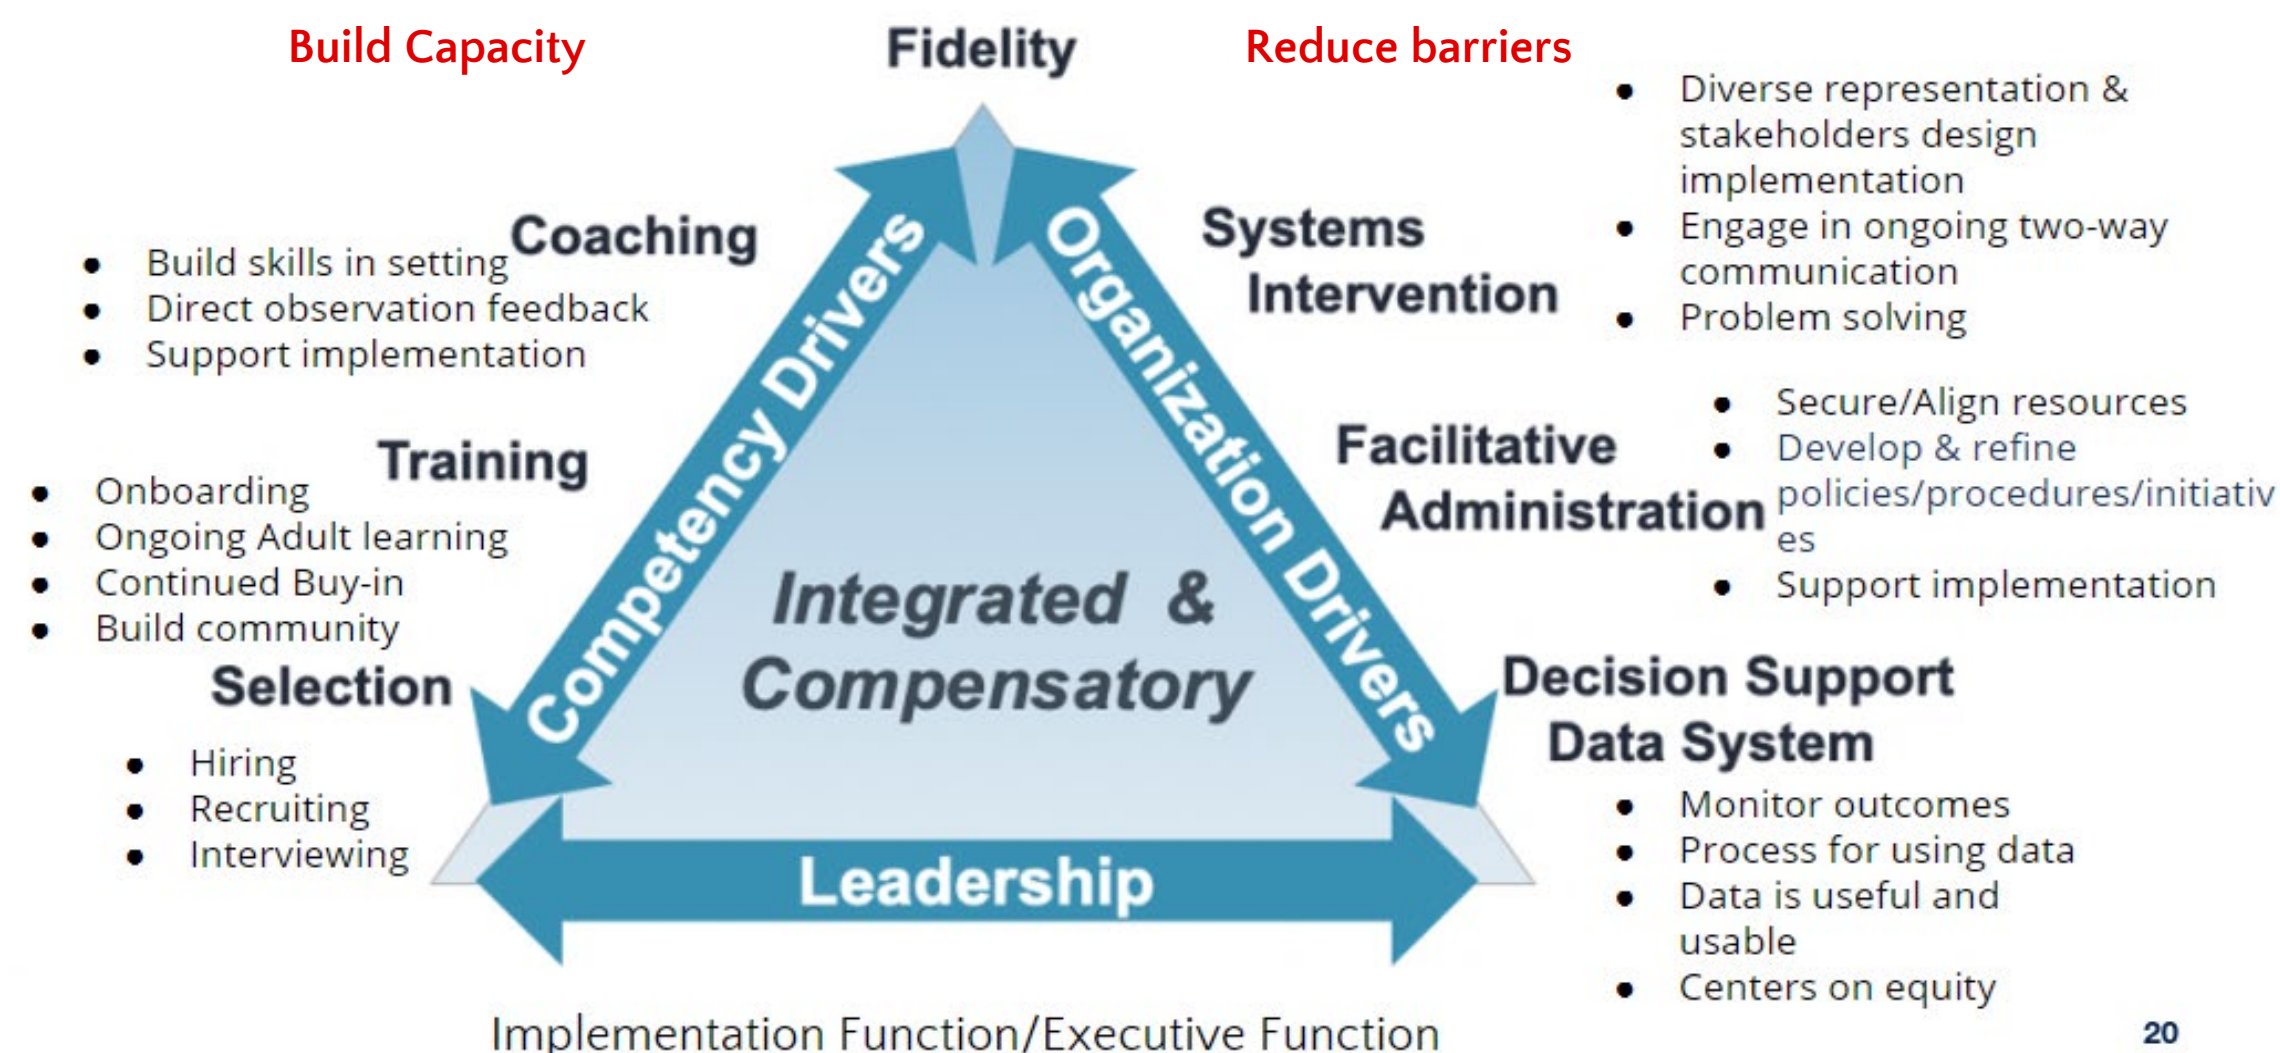 Build Capacity
Fidelity
Reduce barriers
Coaching
• Build skills in setting
• Direct observation feedback
• Support implementation
Training
• Onboarding
• Ongoing Adult learning
• Continued Buy-in
• Build community
Selection
• Hiring
• Recruiting
• Interviewing
Competency Drivers
Integrated &
Compensatory
Organization Drivers
Leadership
Systems
Intervention
• Diverse representation &
stakeholders design
implementation
• Engage in ongoing two-way
communication
• Problem solving
Facilitative
Administration
• Secure/Align resources
• Develop & refine
policies/procedures/initiativ
es
• Support implementation
Decision Support
Data System
• Monitor outcomes
• Process for using data
• Data is useful and
usable
• Centers on equity
Implementation Function/Executive Function
20